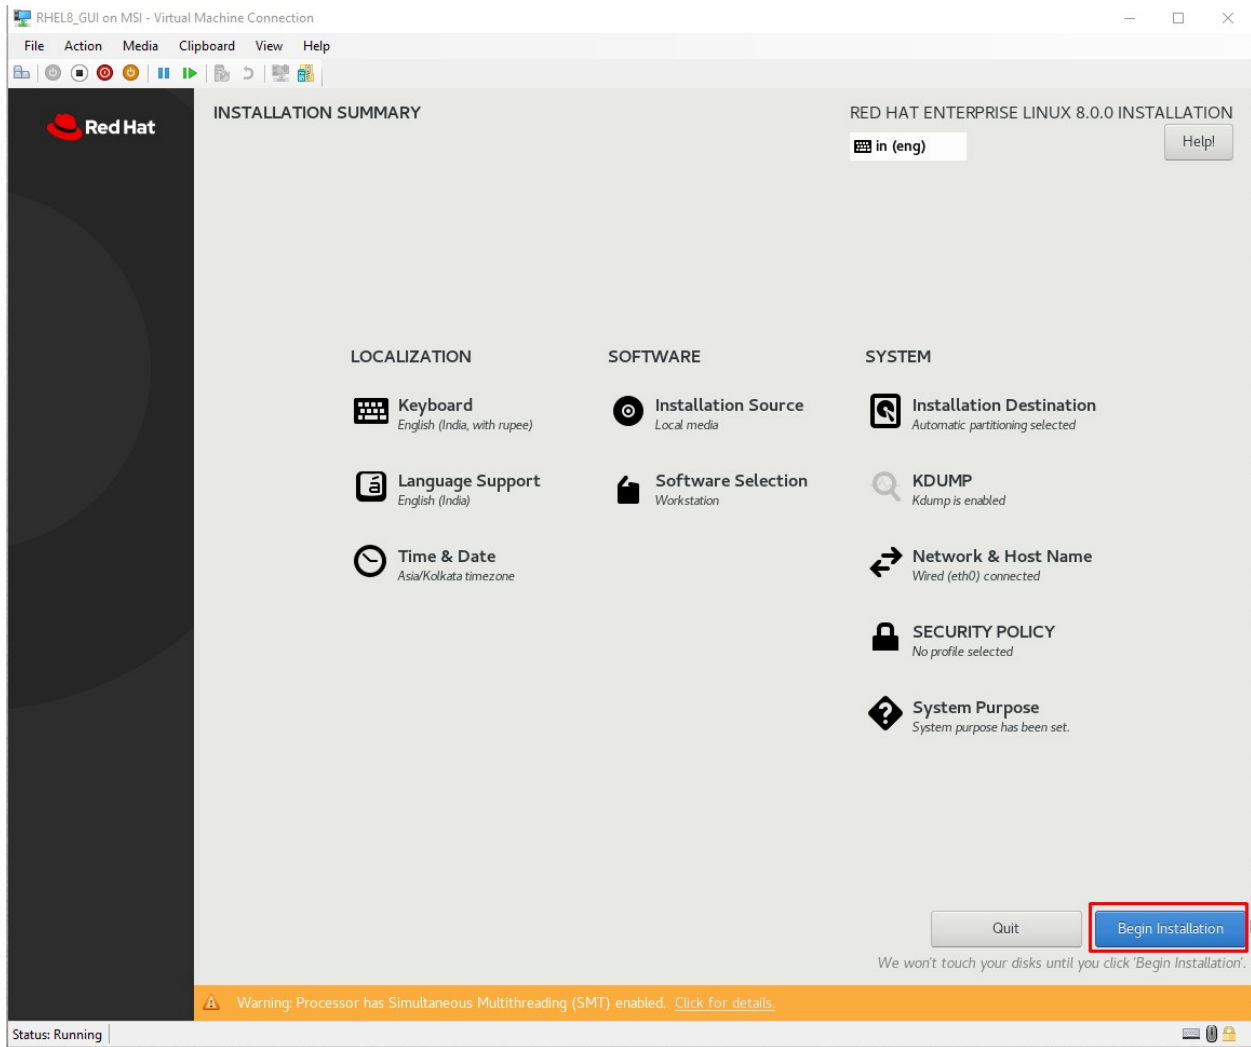 RHEL8_GUI on MSI - Virtual Machine Connection
File Action Media Clipboard View Help
Red Hat
INSTALLATION SUMMARY
RED HAT ENTERPRISE LINUX 8.0.0 INSTALLATION
in (eng)
Help!
LOCALIZATION
Keyboard
English (India, with rupee)
Language Support
English (India)
Time & Date
Asia/Kolkata timezone
SOFTWARE
Installation Source
Local media
Software Selection
Workstation
SYSTEM
Installation Destination
Automatic partitioning selected
KDUMP
Kdump is enabled
Network & Host Name
Wired (eth0) connected
SECURITY POLICY
No profile selected
System Purpose
System purpose has been set.
Quit
Begin Installation
We won't touch your disks until you click 'Begin Installation'.
Warning: Processor has Simultaneous Multithreading (SMT) enabled. Click for details.
Status: Running